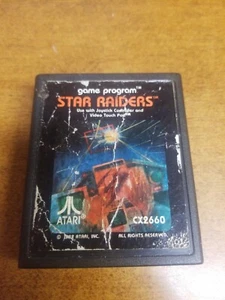 game program™
STAR RAIDERS™
Use with Joystick Controller and
Video Touch Pad™
ATARI®
CX2660
© 1982 ATARI, INC. ALL RIGHTS RESERVED